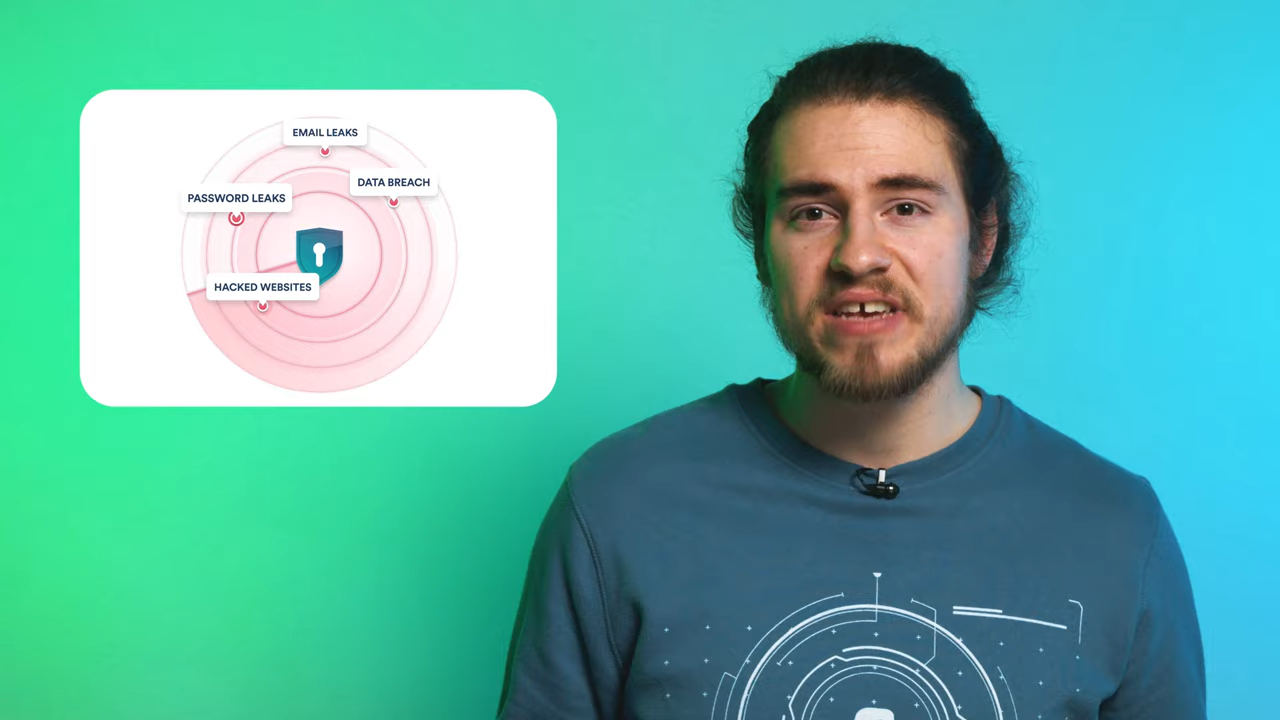 EMAIL LEAKS
DATA BREACH
PASSWORD LEAKS
HACKED WEBSITES